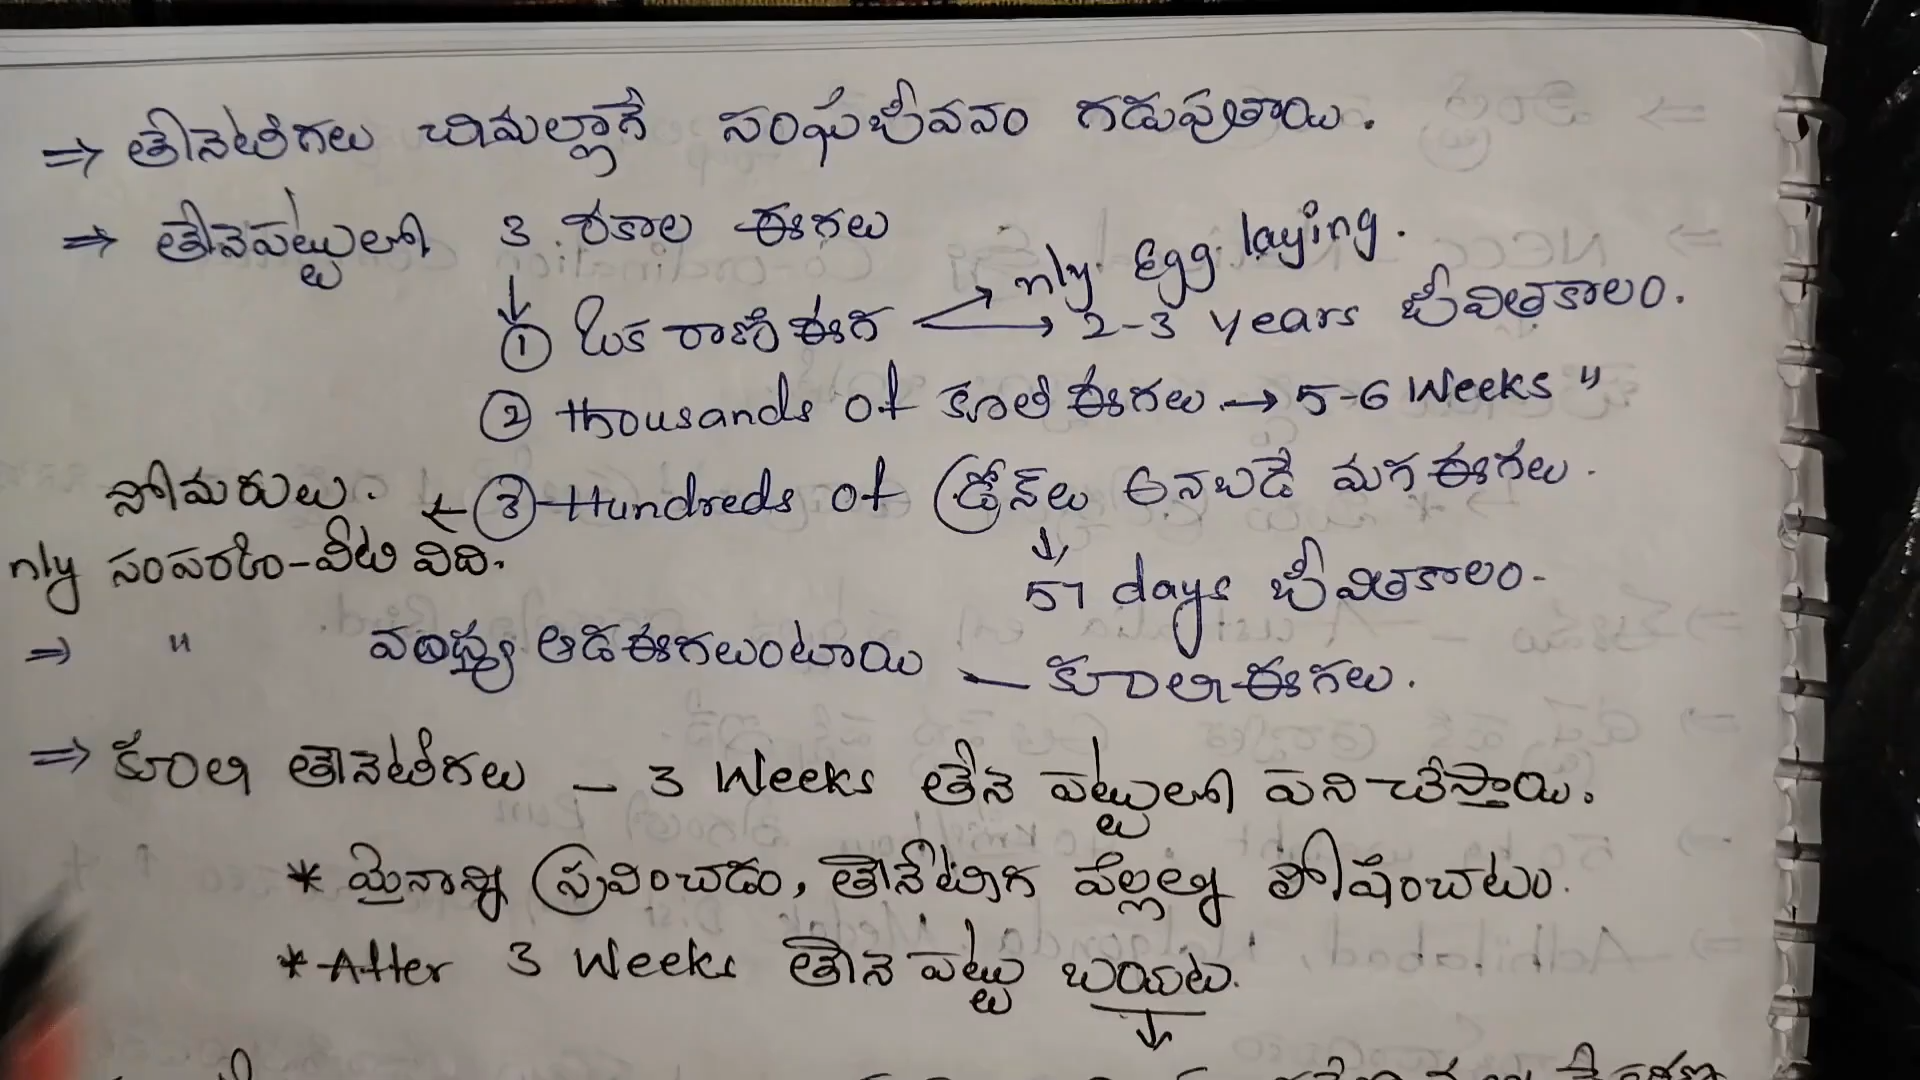 ⇒ తేనెటీగలు చీమల్లాగే సంఘజీవనం గడుపుతాయి.
⇒ తేనెపట్టులో 3 రకాల ఈగలు
↓ → nly Egg laying.
① ఒక రాణి ఈగ → 2-3 years జీవితకాలం.
② thousands of కూలి ఈగలు → 5-6 Weeks "
సోమరులు. ← ③ Hundreds of డ్రోన్‌లు అనబడే మగ ఈగలు.
↓
nly సంపర్కం - వీటి విధి.
57 days జీవితకాలం.
⇒ " వంధ్య ఆడ ఈగలుంటాయి - కూలి ఈగలు.
⇒ కూలి తేనెటీగలు - 3 Weeks తేనె పట్టులో పని చేస్తాయి.
* మైనాన్ని స్రవించడం, తేనేటీగ పిల్లల్ని పోషించటం.
* After 3 Weeks తేనె పట్టు బయట.
↓